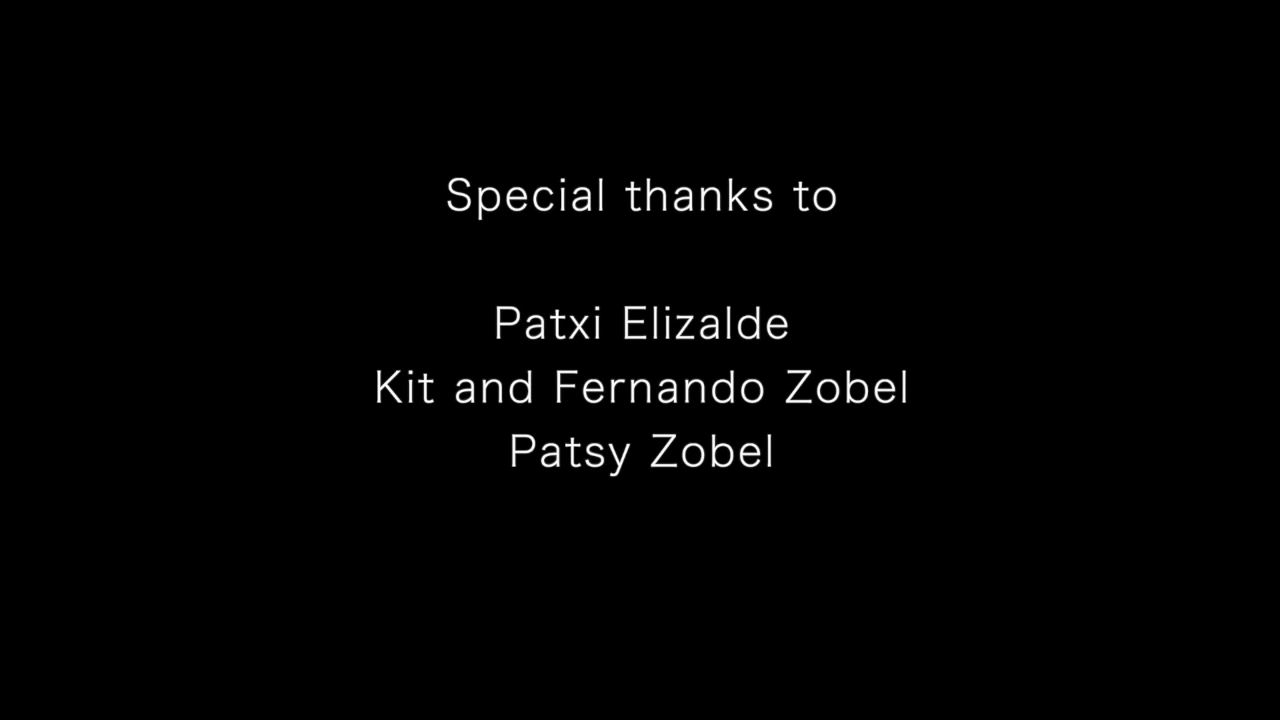 Special thanks to
Patxi Elizalde
Kit and Fernando Zobel
Patsy Zobel